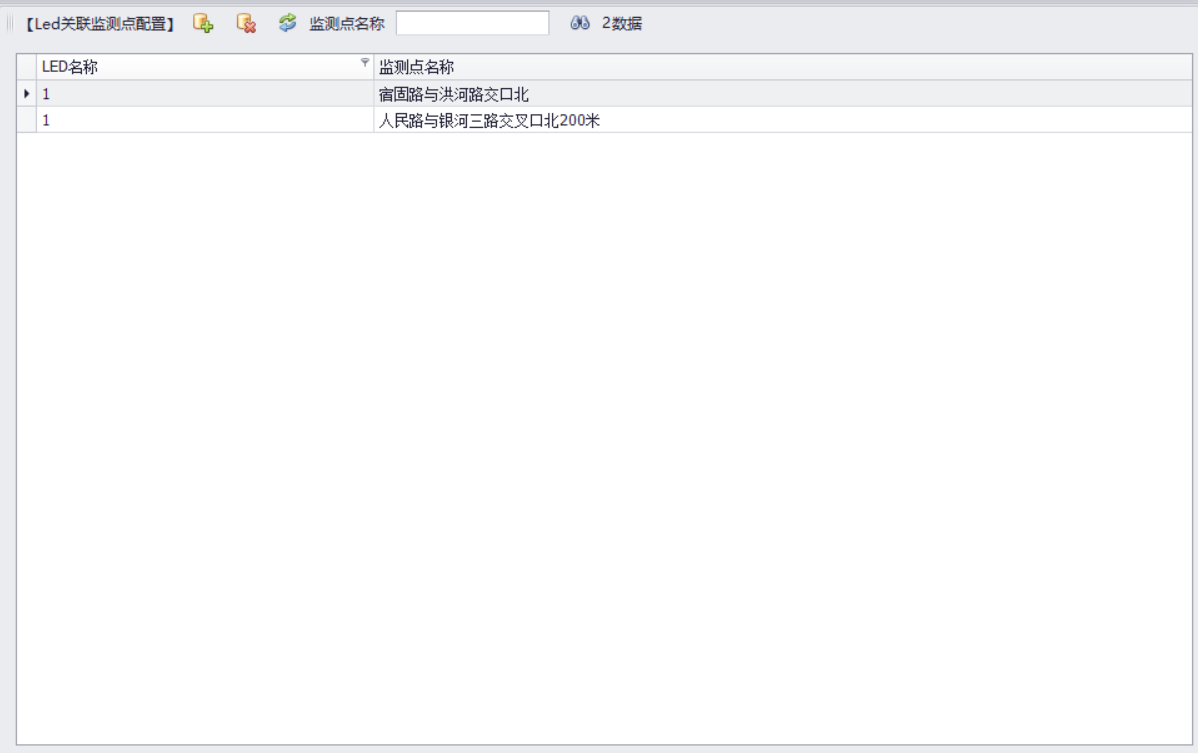 【Led关联监测点配置】 监测点名称 2数据
LED名称 监测点名称
1 宿固路与洪河路交口北
1 人民路与银河三路交叉口北200米